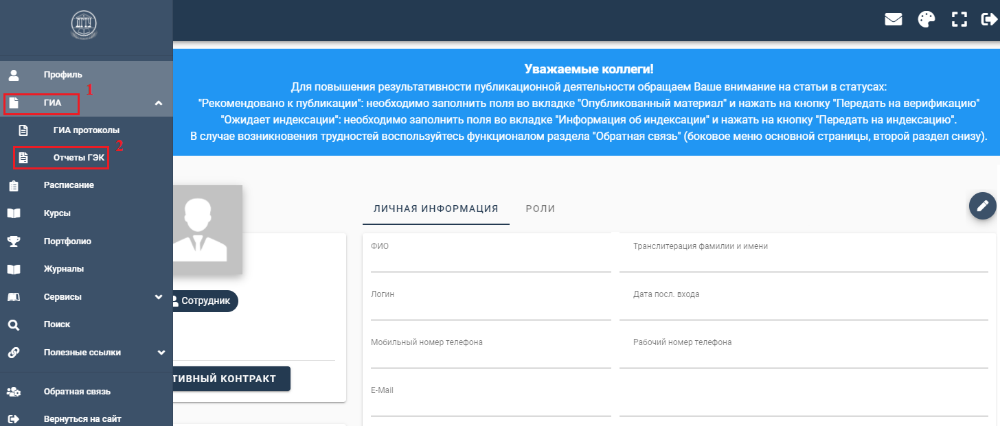 Уважаемые коллеги!
Для повышения результативности публикационной деятельности обращаем Ваше внимание на статьи в статусах:
"Рекомендовано к публикации": необходимо заполнить поля во вкладке "Опубликованный материал" и нажать на кнопку "Передать на верификацию"
"Ожидает индексации": необходимо заполнить поля во вкладке "Информация об индексации" и нажать на кнопку "Передать на индексацию".
В случае возникновения трудностей воспользуйтесь функционалом раздела "Обратная связь" (боковое меню основной страницы, второй раздел снизу).
Профиль
1
ГИА
ГИА протоколы
2
Отчеты ГЭК
Расписание
Курсы
Портфолио
Журналы
Сервисы
Поиск
Полезные ссылки
Обратная связь
Вернуться на сайт
Сотрудник
ТИВНЫЙ КОНТРАКТ
ЛИЧНАЯ ИНФОРМАЦИЯ РОЛИ
ФИО Транслитерация фамилии и имени
Логин Дата посл. входа
Мобильный номер телефона Рабочий номер телефона
E-Mail